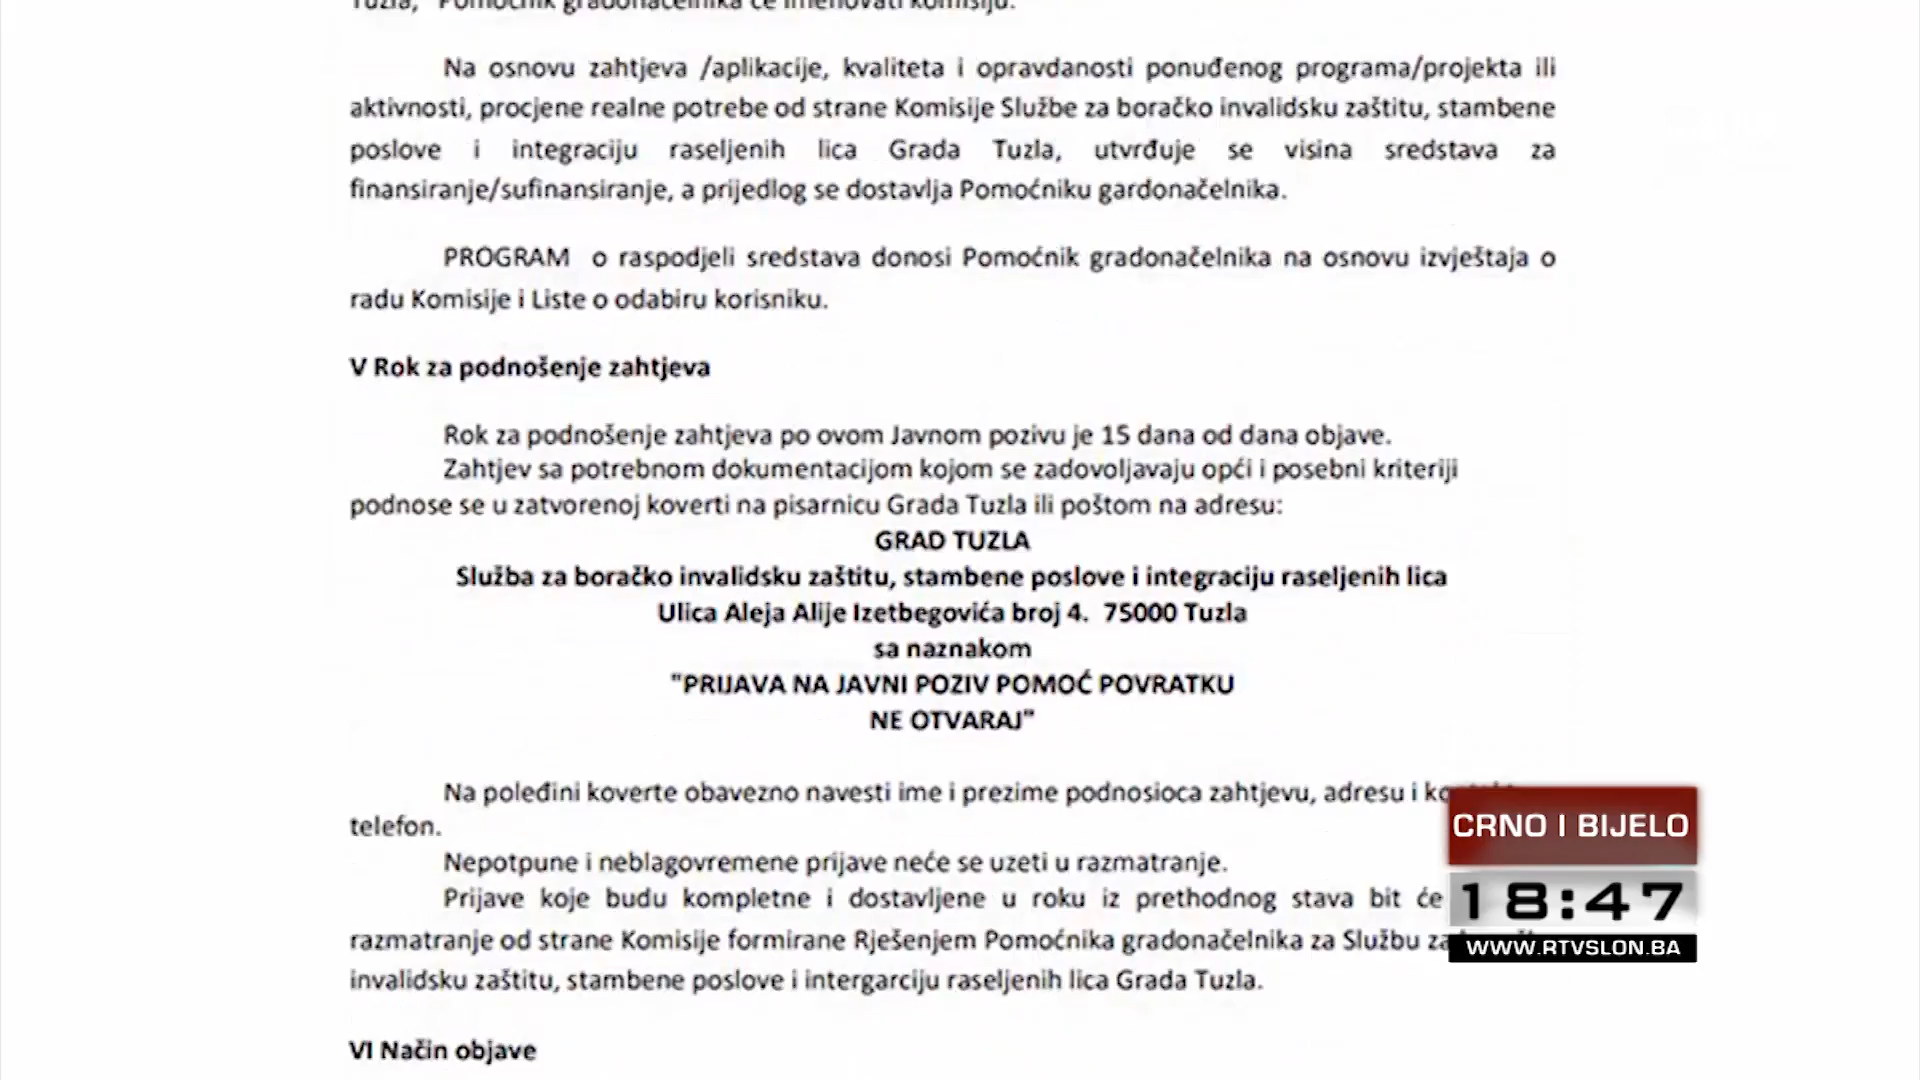 Tuzla, Pomoćnik gradonačelnika će imenovati komisiju.
Na osnovu zahtjeva /aplikacije, kvaliteta i opravdanosti ponuđenog programa/projekta ili
aktivnosti, procjene realne potrebe od strane Komisije Službe za boračko invalidsku zaštitu, stambene
poslove i integraciju raseljenih lica Grada Tuzla, utvrđuje se visina sredstava za
finansiranje/sufinansiranje, a prijedlog se dostavlja Pomoćniku gardonačelnika.
PROGRAM o raspodjeli sredstava donosi Pomoćnik gradonačelnika na osnovu izvještaja o
radu Komisije i Liste o odabiru korisniku.
V Rok za podnošenje zahtjeva
Rok za podnošenje zahtjeva po ovom Javnom pozivu je 15 dana od dana objave.
Zahtjev sa potrebnom dokumentacijom kojom se zadovoljavaju opći i posebni kriteriji
podnose se u zatvorenoj koverti na pisarnicu Grada Tuzla ili poštom na adresu:
GRAD TUZLA
Služba za boračko invalidsku zaštitu, stambene poslove i integraciju raseljenih lica
Ulica Aleja Alije Izetbegovića broj 4. 75000 Tuzla
sa naznakom
"PRIJAVA NA JAVNI POZIV POMOĆ POVRATKU
NE OTVARAJ"
Na poleđini koverte obavezno navesti ime i prezime podnosioca zahtjevu, adresu i
telefon.
Nepotpune i neblagovremene prijave neće se uzeti u razmatranje.
Prijave koje budu kompletne i dostavljene u roku iz prethodnog stava bit će
razmatranje od strane Komisije formirane Rješenjem Pomoćnika gradonačelnika za Službu
invalidsku zaštitu, stambene poslove i intergarciju raseljenih lica Grada Tuzla.
VI Način objave
CRNO I BIJELO
18:47
WWW.RTVSLON.BA